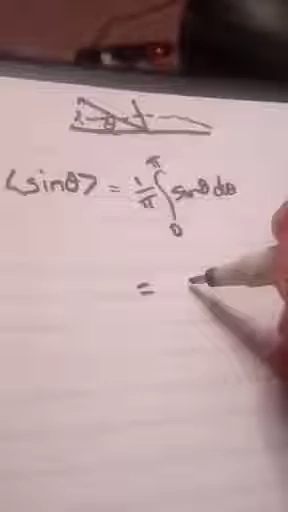 θ
⟨sinθ⟩ = 1/π ∫₀^π sinθ dθ
=